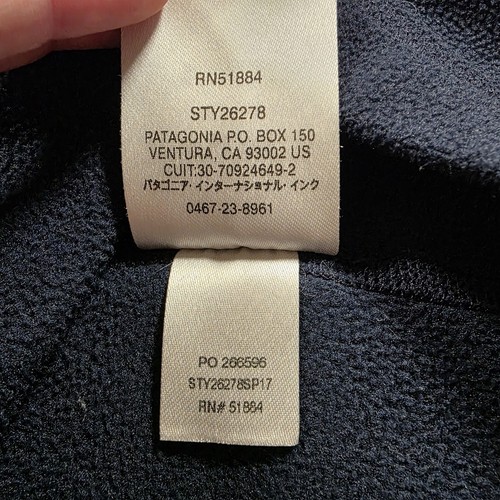 RN51884
STY26278
PATAGONIA P.O. BOX 150
VENTURA, CA 93002 US
CUIT:30-70924649-2
パタゴニア・インターナショナル・インク
0467-23-8961
PO 266596
STY26278SP17
RN# 51884